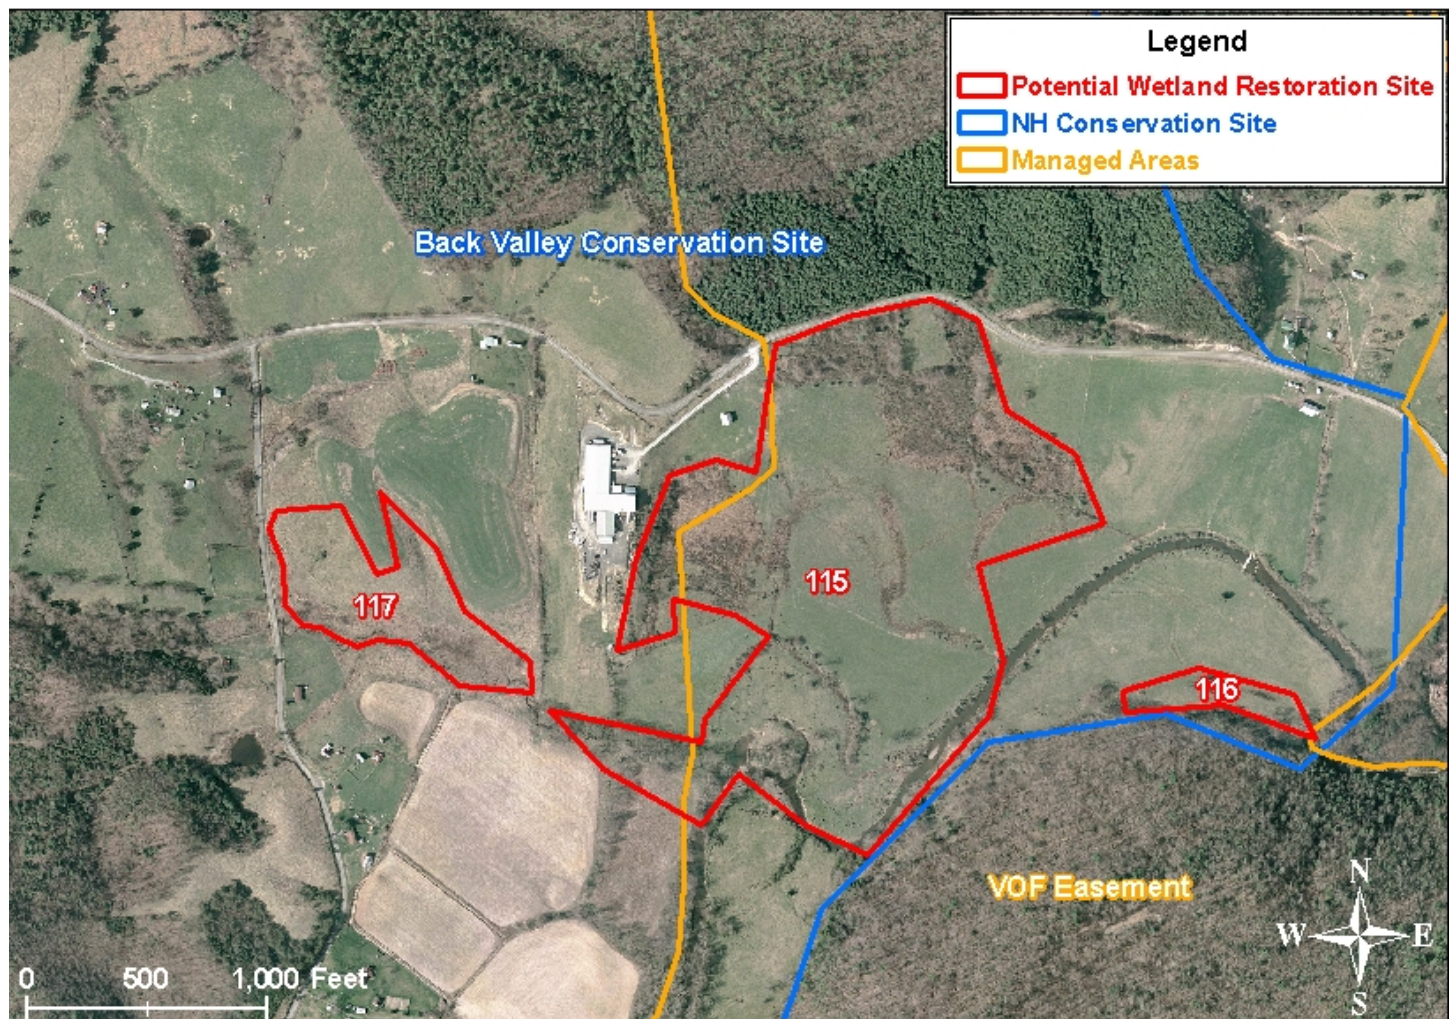 Legend
Potential Wetland Restoration Site
NH Conservation Site
Managed Areas
Back Valley Conservation Site
115
117
116
VOF Easement
N
W E
S
0 500 1,000 Feet